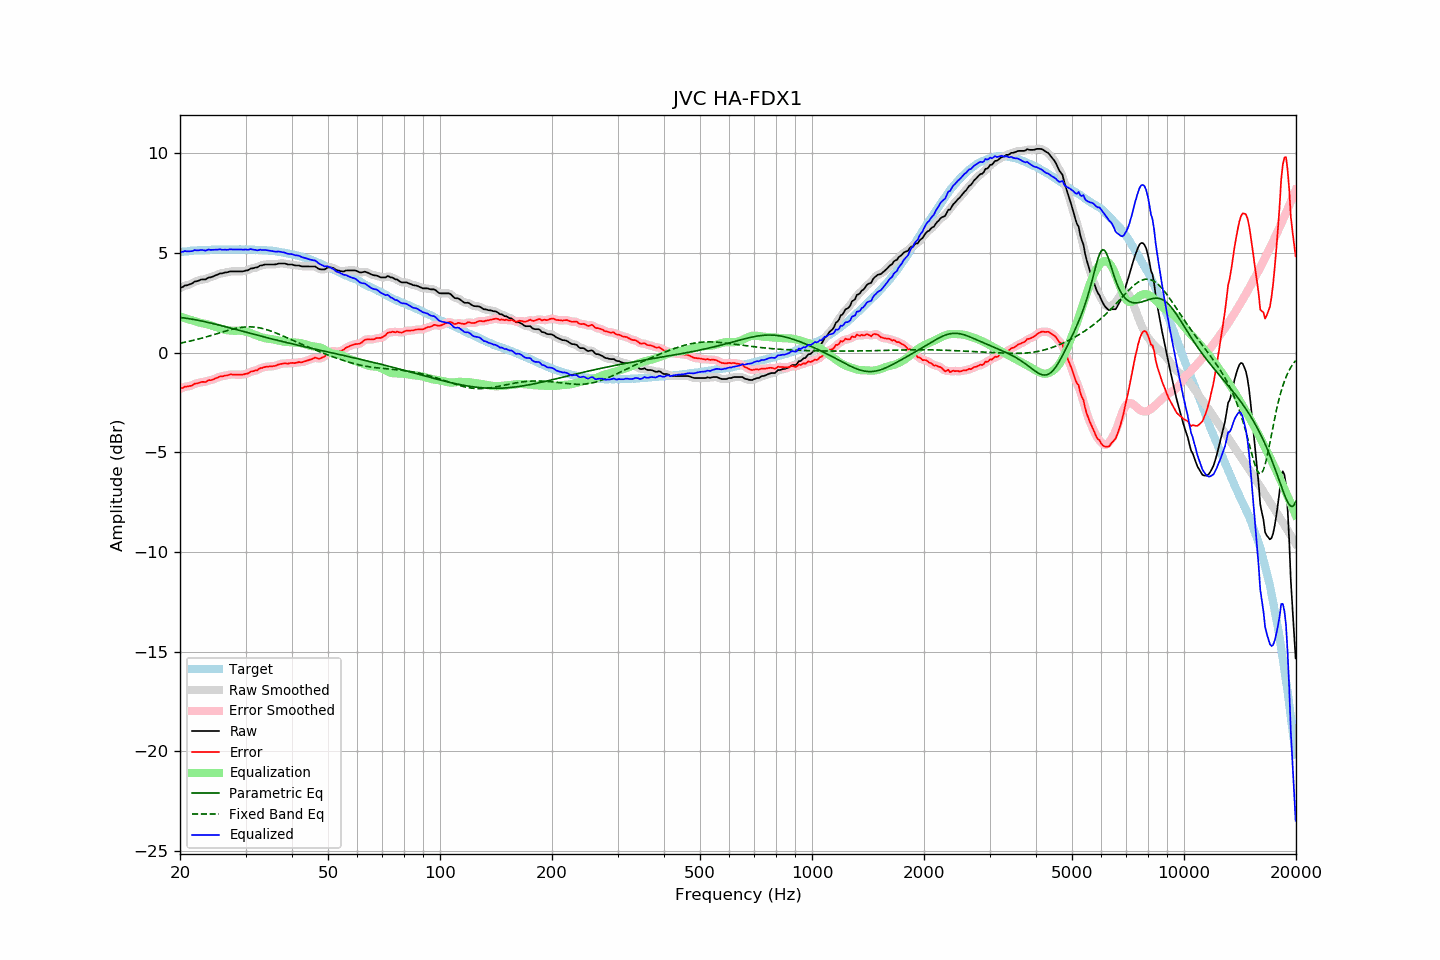 JVC HA-FDX1
10
5
0
−5
−10
−15
−20
−25
Amplitude (dBr)
Target
Raw Smoothed
Error Smoothed
Raw
Error
Equalization
Parametric Eq
Fixed Band Eq
Equalized
20 50 100 200 500 1000 2000 5000 10000 20000
Frequency (Hz)